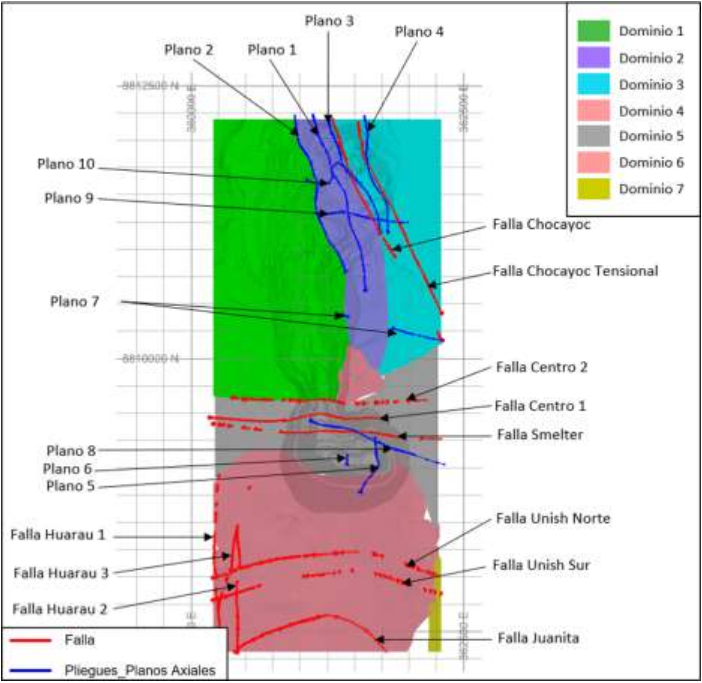 Plano 3
Plano 2
Plano 1
Plano 4
Dominio 1
Dominio 2
Dominio 3
Dominio 4
Dominio 5
Dominio 6
Dominio 7
Plano 10
Plano 9
Falla Chocayoc
Falla Chocayoc Tensional
Plano 7
8810000 N
Falla Centro 2
Falla Centro 1
Falla Smelter
Plano 8
Plano 6
Plano 5
Falla Huarau 1
Falla Unish Norte
Falla Huarau 3
Falla Unish Sur
Falla Huarau 2
Falla Juanita
Falla
Pliegues_Planos Axiales